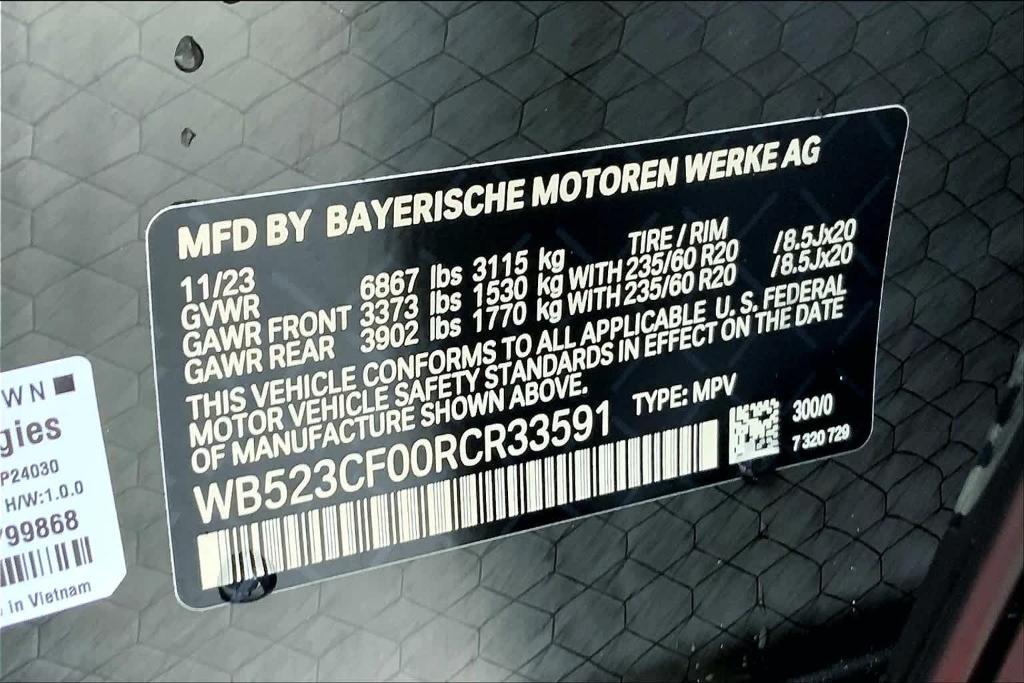 MFD BY BAYERISCHE MOTOREN WERKE AG
11/23 TIRE / RIM
GVWR 6867 lbs 3115 kg
GAWR FRONT 3373 lbs 1530 kg WITH 235/60 R20 /8.5Jx20
GAWR REAR 3902 lbs 1770 kg WITH 235/60 R20 /8.5Jx20
THIS VEHICLE CONFORMS TO ALL APPLICABLE U. S. FEDERAL
MOTOR VEHICLE SAFETY STANDARDS IN EFFECT ON THE DATE
OF MANUFACTURE SHOWN ABOVE.
WB523CF00RCR33591 TYPE: MPV
300/0
7 320 729
WN
gies
P24030
H/W:1.0.0
799868
in Vietnam